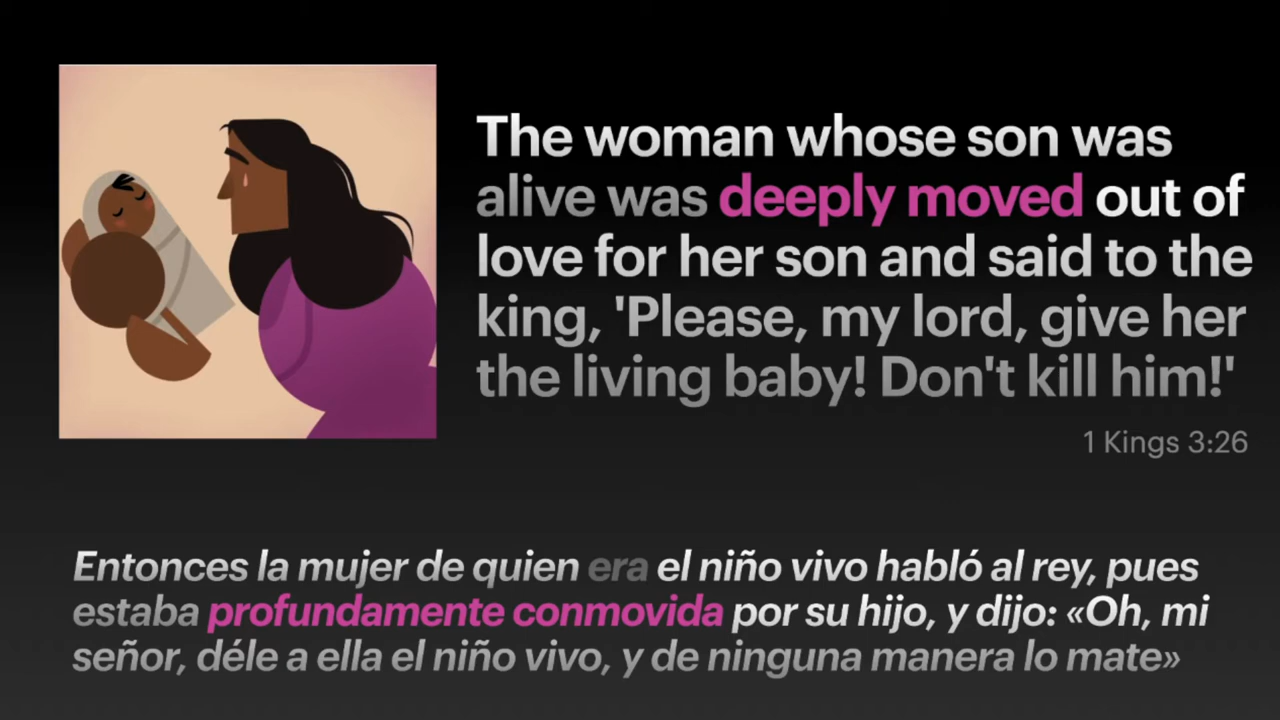 The woman whose son was
alive was deeply moved out of
love for her son and said to the
king, 'Please, my lord, give her
the living baby! Don't kill him!'
1 Kings 3:26
Entonces la mujer de quien era el niño vivo habló al rey, pues
estaba profundamente conmovida por su hijo, y dijo: «Oh, mi
señor, déle a ella el niño vivo, y de ninguna manera lo mate»